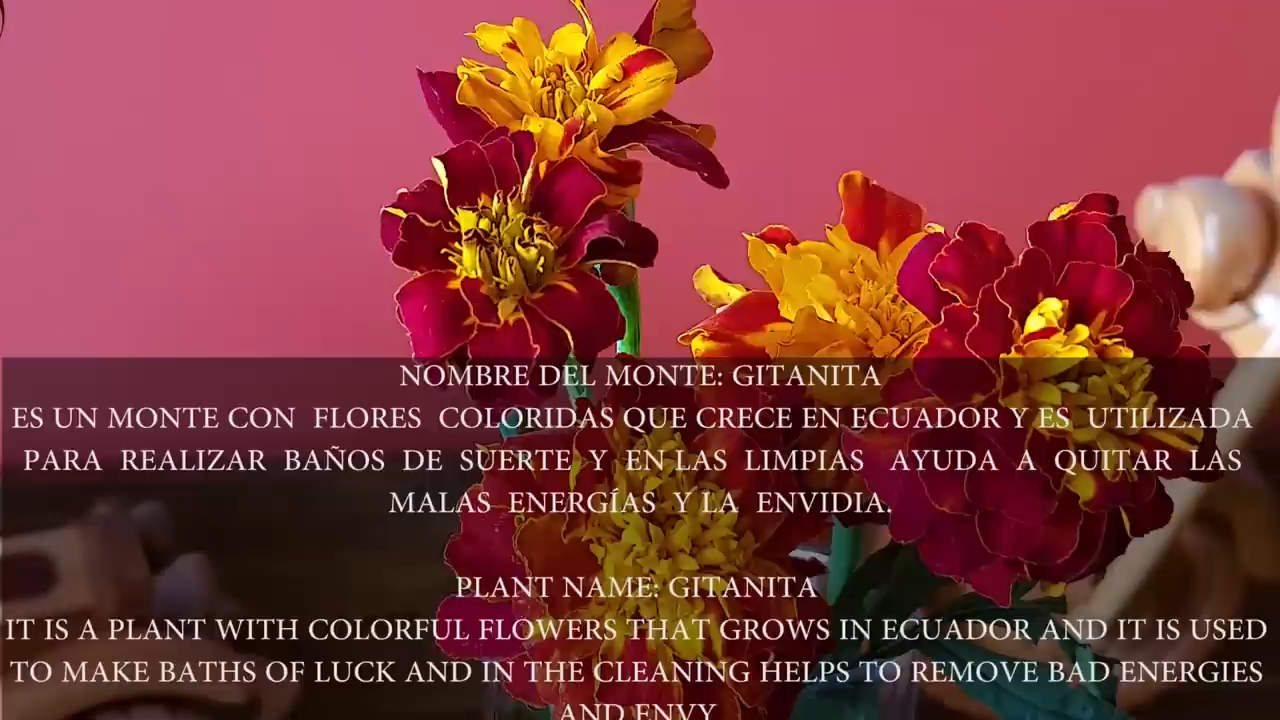 NOMBRE DEL MONTE: GITANITA
ES UN MONTE CON FLORES COLORIDAS QUE CRECE EN ECUADOR Y ES UTILIZADA
PARA REALIZAR BAÑOS DE SUERTE Y EN LAS LIMPIAS AYUDA A QUITAR LAS
MALAS ENERGÍAS Y LA ENVIDIA.
PLANT NAME: GITANITA
IT IS A PLANT WITH COLORFUL FLOWERS THAT GROWS IN ECUADOR AND IT IS USED
TO MAKE BATHS OF LUCK AND IN THE CLEANING HELPS TO REMOVE BAD ENERGIES
AND ENVY